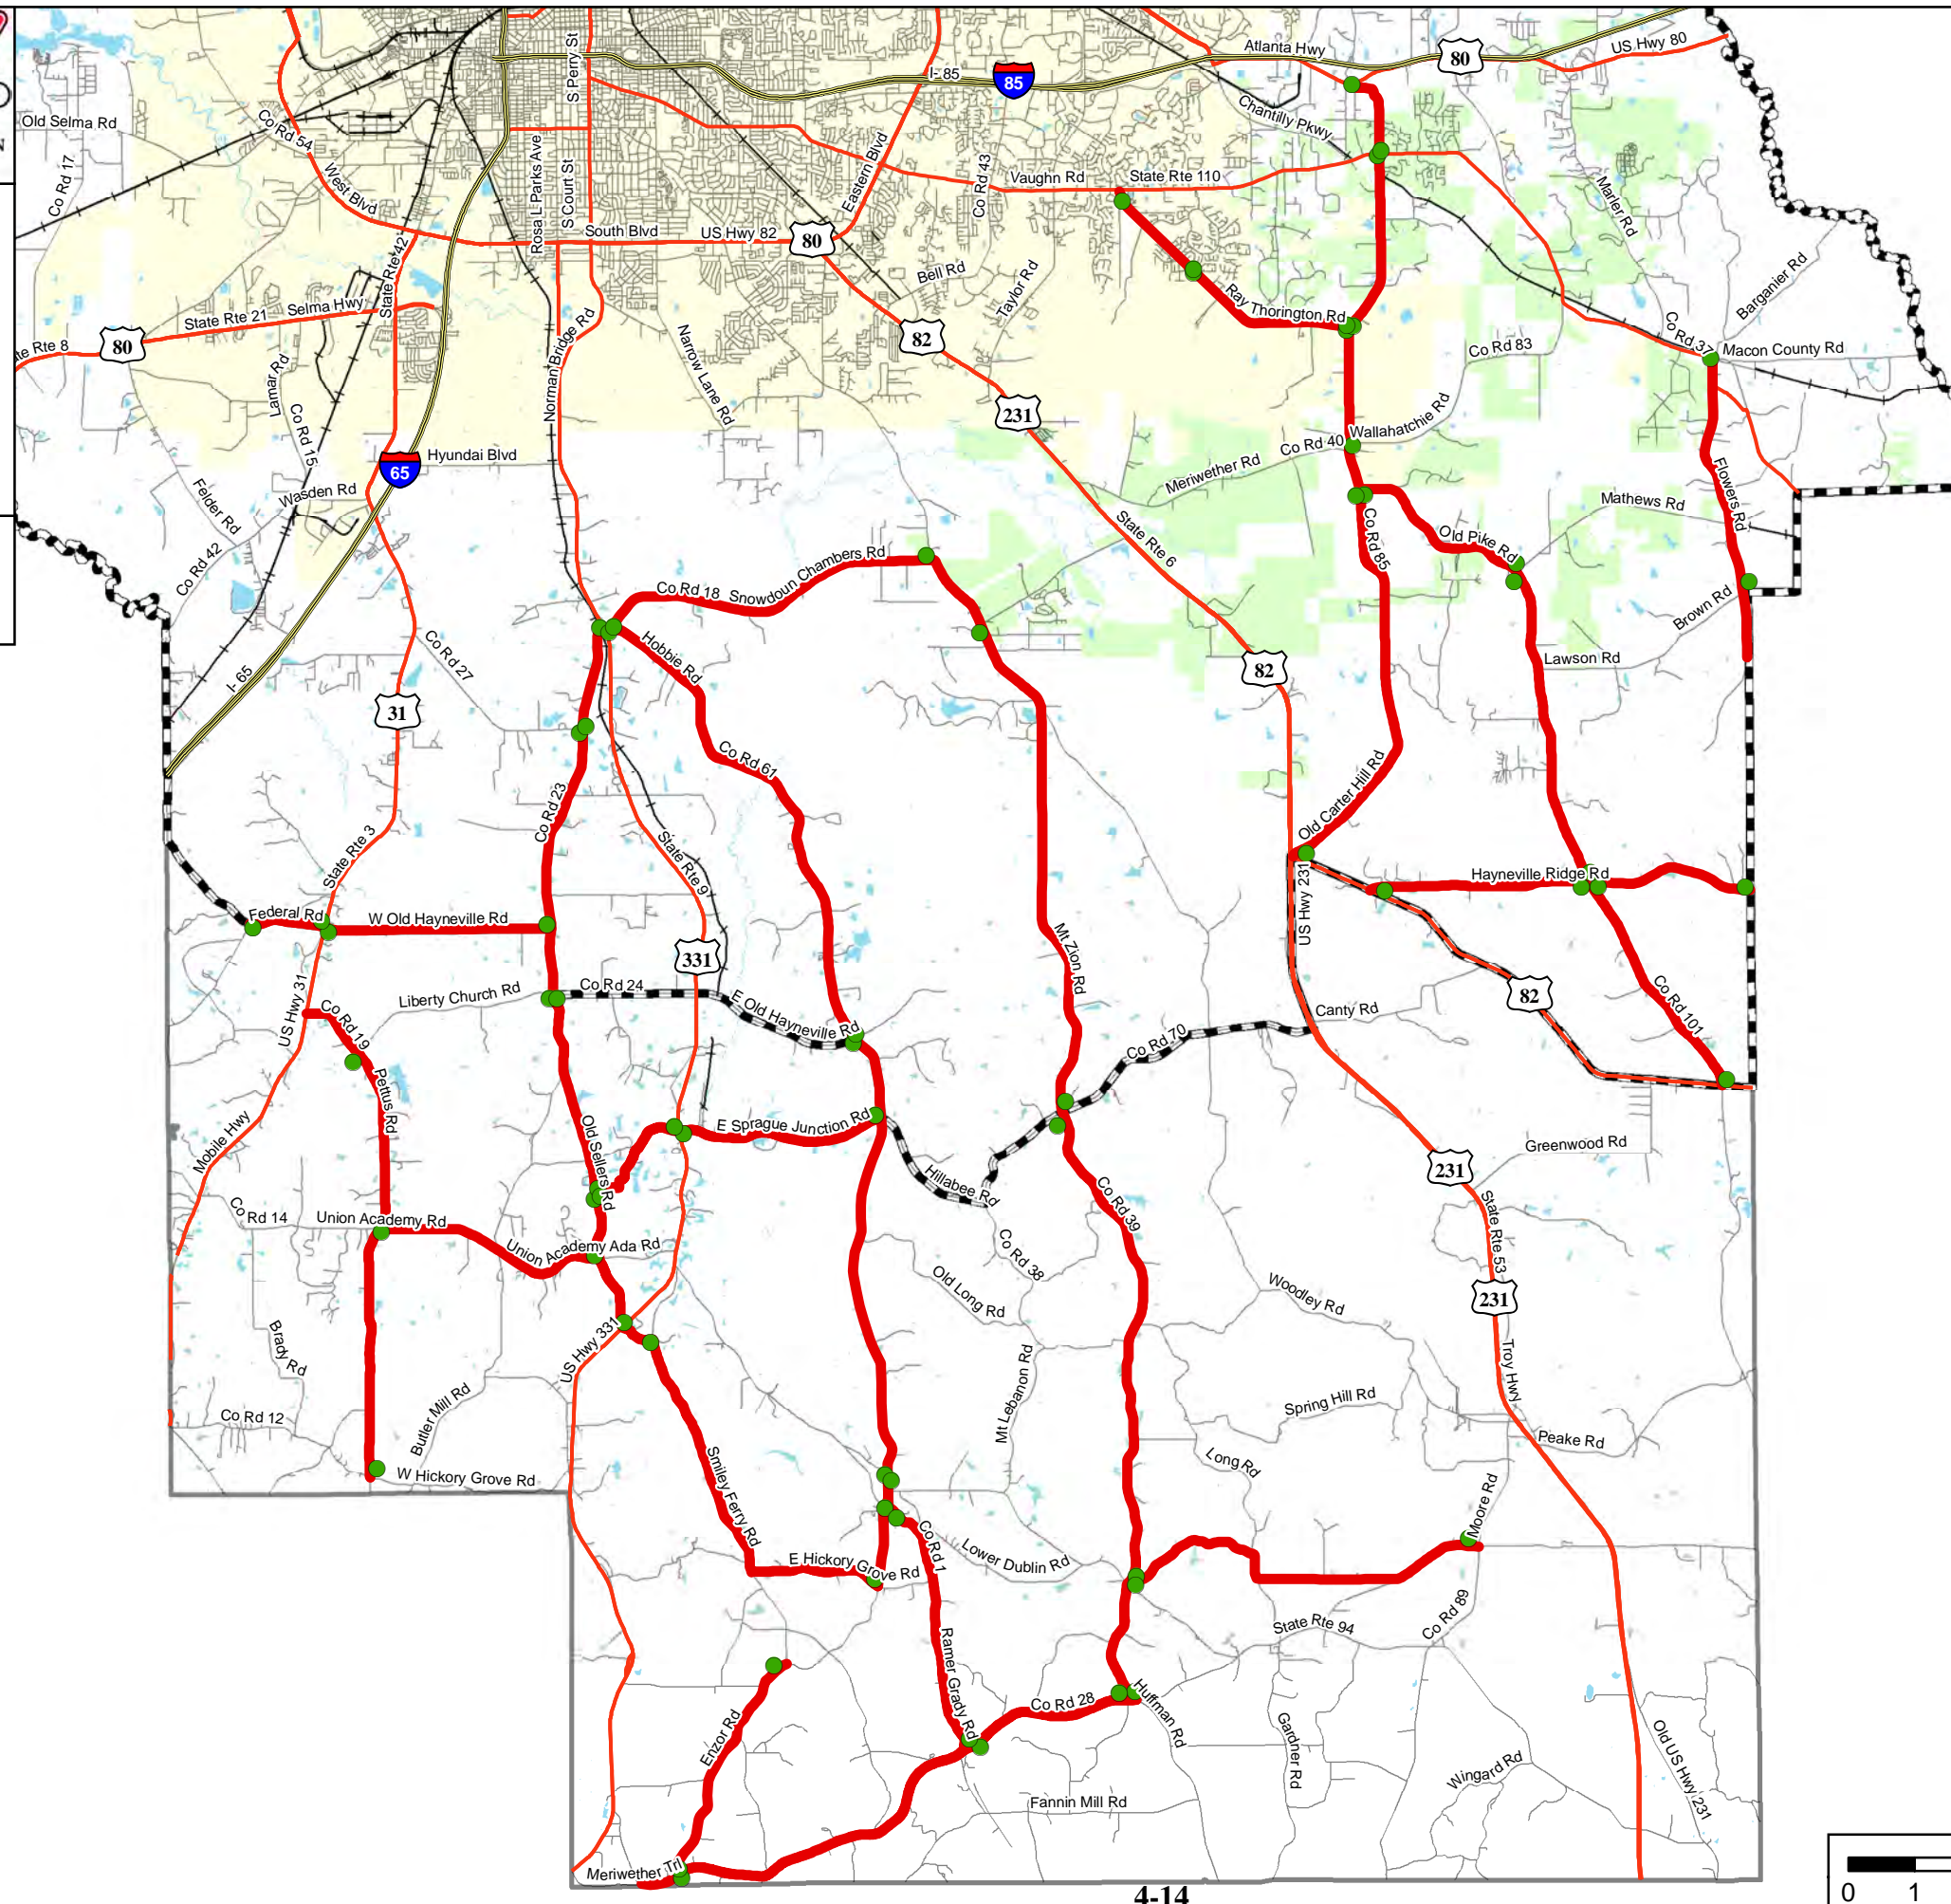 Atlanta Hwy
80
US Hwy 80
S Perry St
I- 85
85
Old Selma Rd
Co Rd 54
Chantilly Pkwy
Co Rd 17
Rosa L Parks Ave
S Court St
Eastern Blvd
Co Rd 43
Vaughn Rd
State Rte 110
West Blvd
Marler Rd
South Blvd
US Hwy 82
80
State Rte 42
Bell Rd
Taylor Rd
Barganier Rd
Ray Thorington Rd
State Rte 21
Selma Hwy
Norman Bridge Rd
Narrow Lane Rd
82
Co Rd 37
te Rte 8
80
Co Rd 83
Macon County Rd
Lamar Rd
Co Rd 15
231
Co Rd 40
Wallahatchie Rd
Hyundai Blvd
65
Meriwether Rd
Flowers Rd
Felder Rd
Wasden Rd
Mathews Rd
State Rte 6
Co Rd 85
Old Pike Rd
Co Rd 42
Co Rd 18
Snowdoun Chambers Rd
Brown Rd
Co Rd 27
Hobbie Rd
Lawson Rd
I- 65
82
31
Co Rd 61
Co Rd 23
Old Carter Hill Rd
State Rte 3
State Rte 9
US Hwy 231
Hayneville Ridge Rd
Federal Rd
W Old Hayneville Rd
Mt Zion Rd
331
Liberty Church Rd
Co Rd 24
82
Co Rd 101
US Hwy 31
Co Rd 19
E Old Hayneville Rd
Canty Rd
Co Rd 70
Pettus Rd
Mobile Hwy
Old Sellers Rd
E Sprague Junction Rd
Greenwood Rd
231
Hillabee Rd
Co Rd 39
State Rte 53
Co Rd 14
Union Academy Rd
Union Academy Ada Rd
Co Rd 38
Old Long Rd
Woodley Rd
231
Brady Rd
US Hwy 331
Troy Hwy
Mt Lebanon Rd
Butler Mill Rd
Spring Hill Rd
Co Rd 12
Peake Rd
Smiley Ferry Rd
Long Rd
W Hickory Grove Rd
Moore Rd
Co Rd 1
E Hickory Grove Rd
Lower Dublin Rd
State Rte 94
Co Rd 89
Ramer Grady Rd
Enzor Rd
Co Rd 28
Huffman Rd
Gardner Rd
Old US Hwy 231
Wingard Rd
Fannin Mill Rd
Meriwether Trl
4-14
0 1